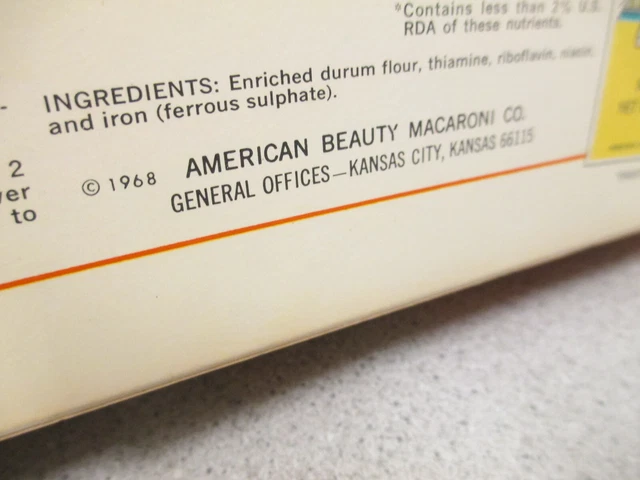 *Contains less than 2% U.S.
RDA of these nutrients.
INGREDIENTS: Enriched durum flour, thiamine, riboflavin, niacin,
and iron (ferrous sulphate).
2
ver
to
© 1968 AMERICAN BEAUTY MACARONI CO.
GENERAL OFFICES—KANSAS CITY, KANSAS 66115